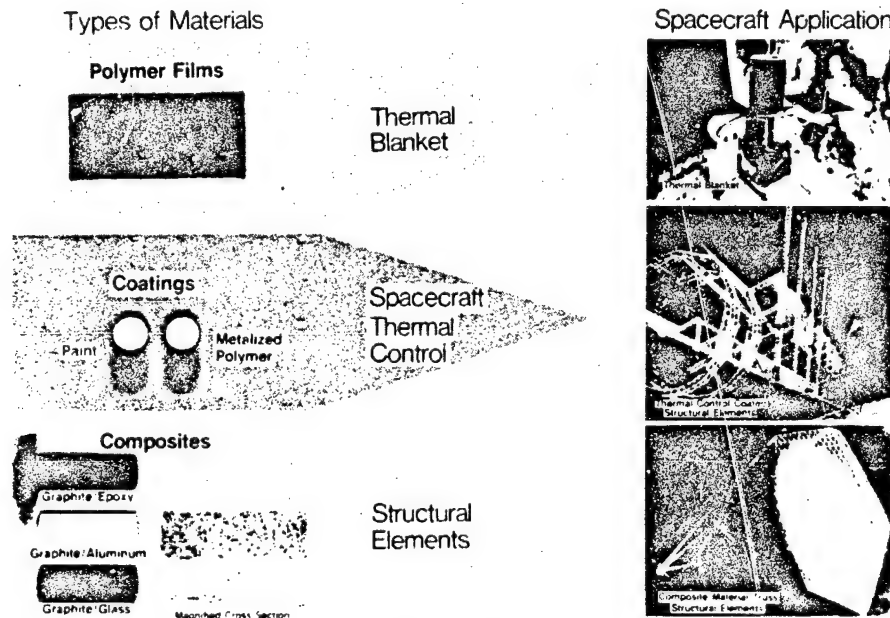 Types of Materials
Spacecraft Application
Polymer Films
Thermal
Blanket
Thermal Blanket
Coatings
Paint
Metalized
Polymer
Spacecraft
Thermal
Control
Thermal Control Coating
Structural Elements
Composites
Graphite/Epoxy
Graphite/Aluminum
Graphite/Glass
Magnified Cross Section
Structural
Elements
Composite Material Truss
Structural Elements